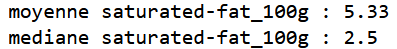 moyenne saturated-fat_100g : 5.33
mediane saturated-fat_100g : 2.5